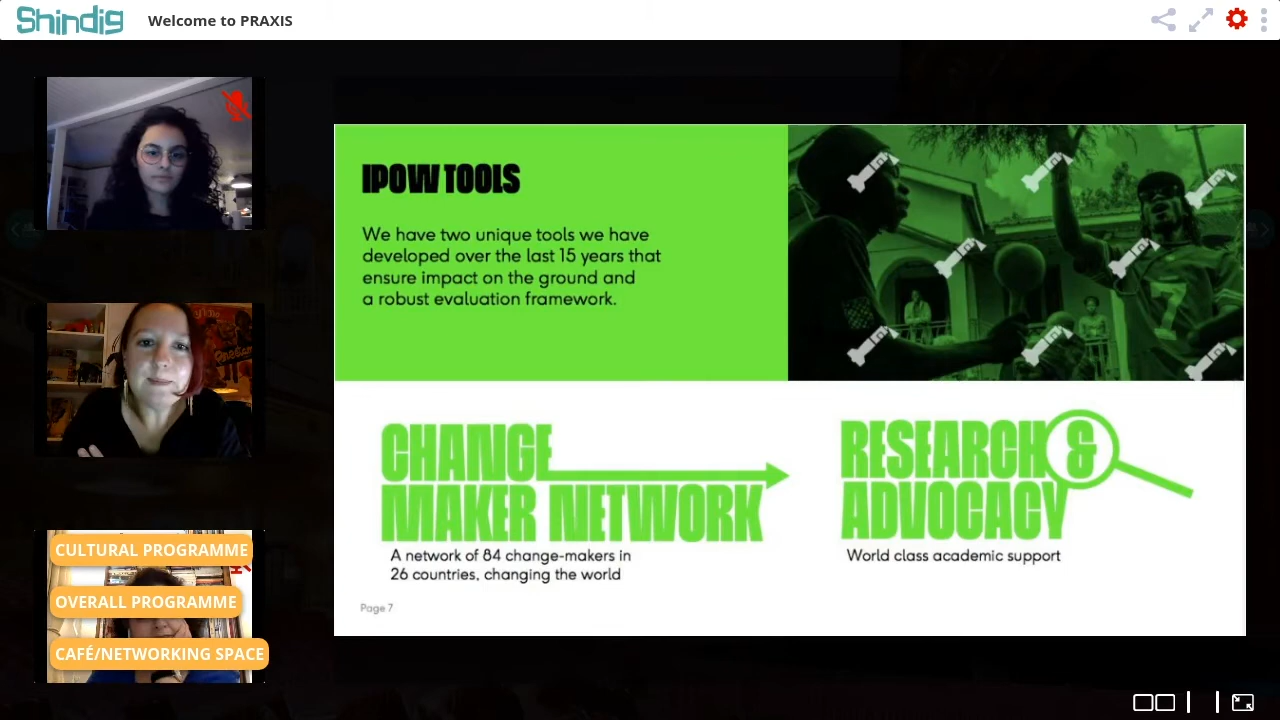 Shindig
Welcome to PRAXIS
IPOW TOOLS
We have two unique tools we have
developed over the last 15 years that
ensure impact on the ground and
a robust evaluation framework.
7
CHANGE
MAKER NETWORK
A network of 84 change-makers in
26 countries, changing the world
RESEARCH &
ADVOCACY
World class academic support
Page 7
CULTURAL PROGRAMME
OVERALL PROGRAMME
CAFÉ/NETWORKING SPACE